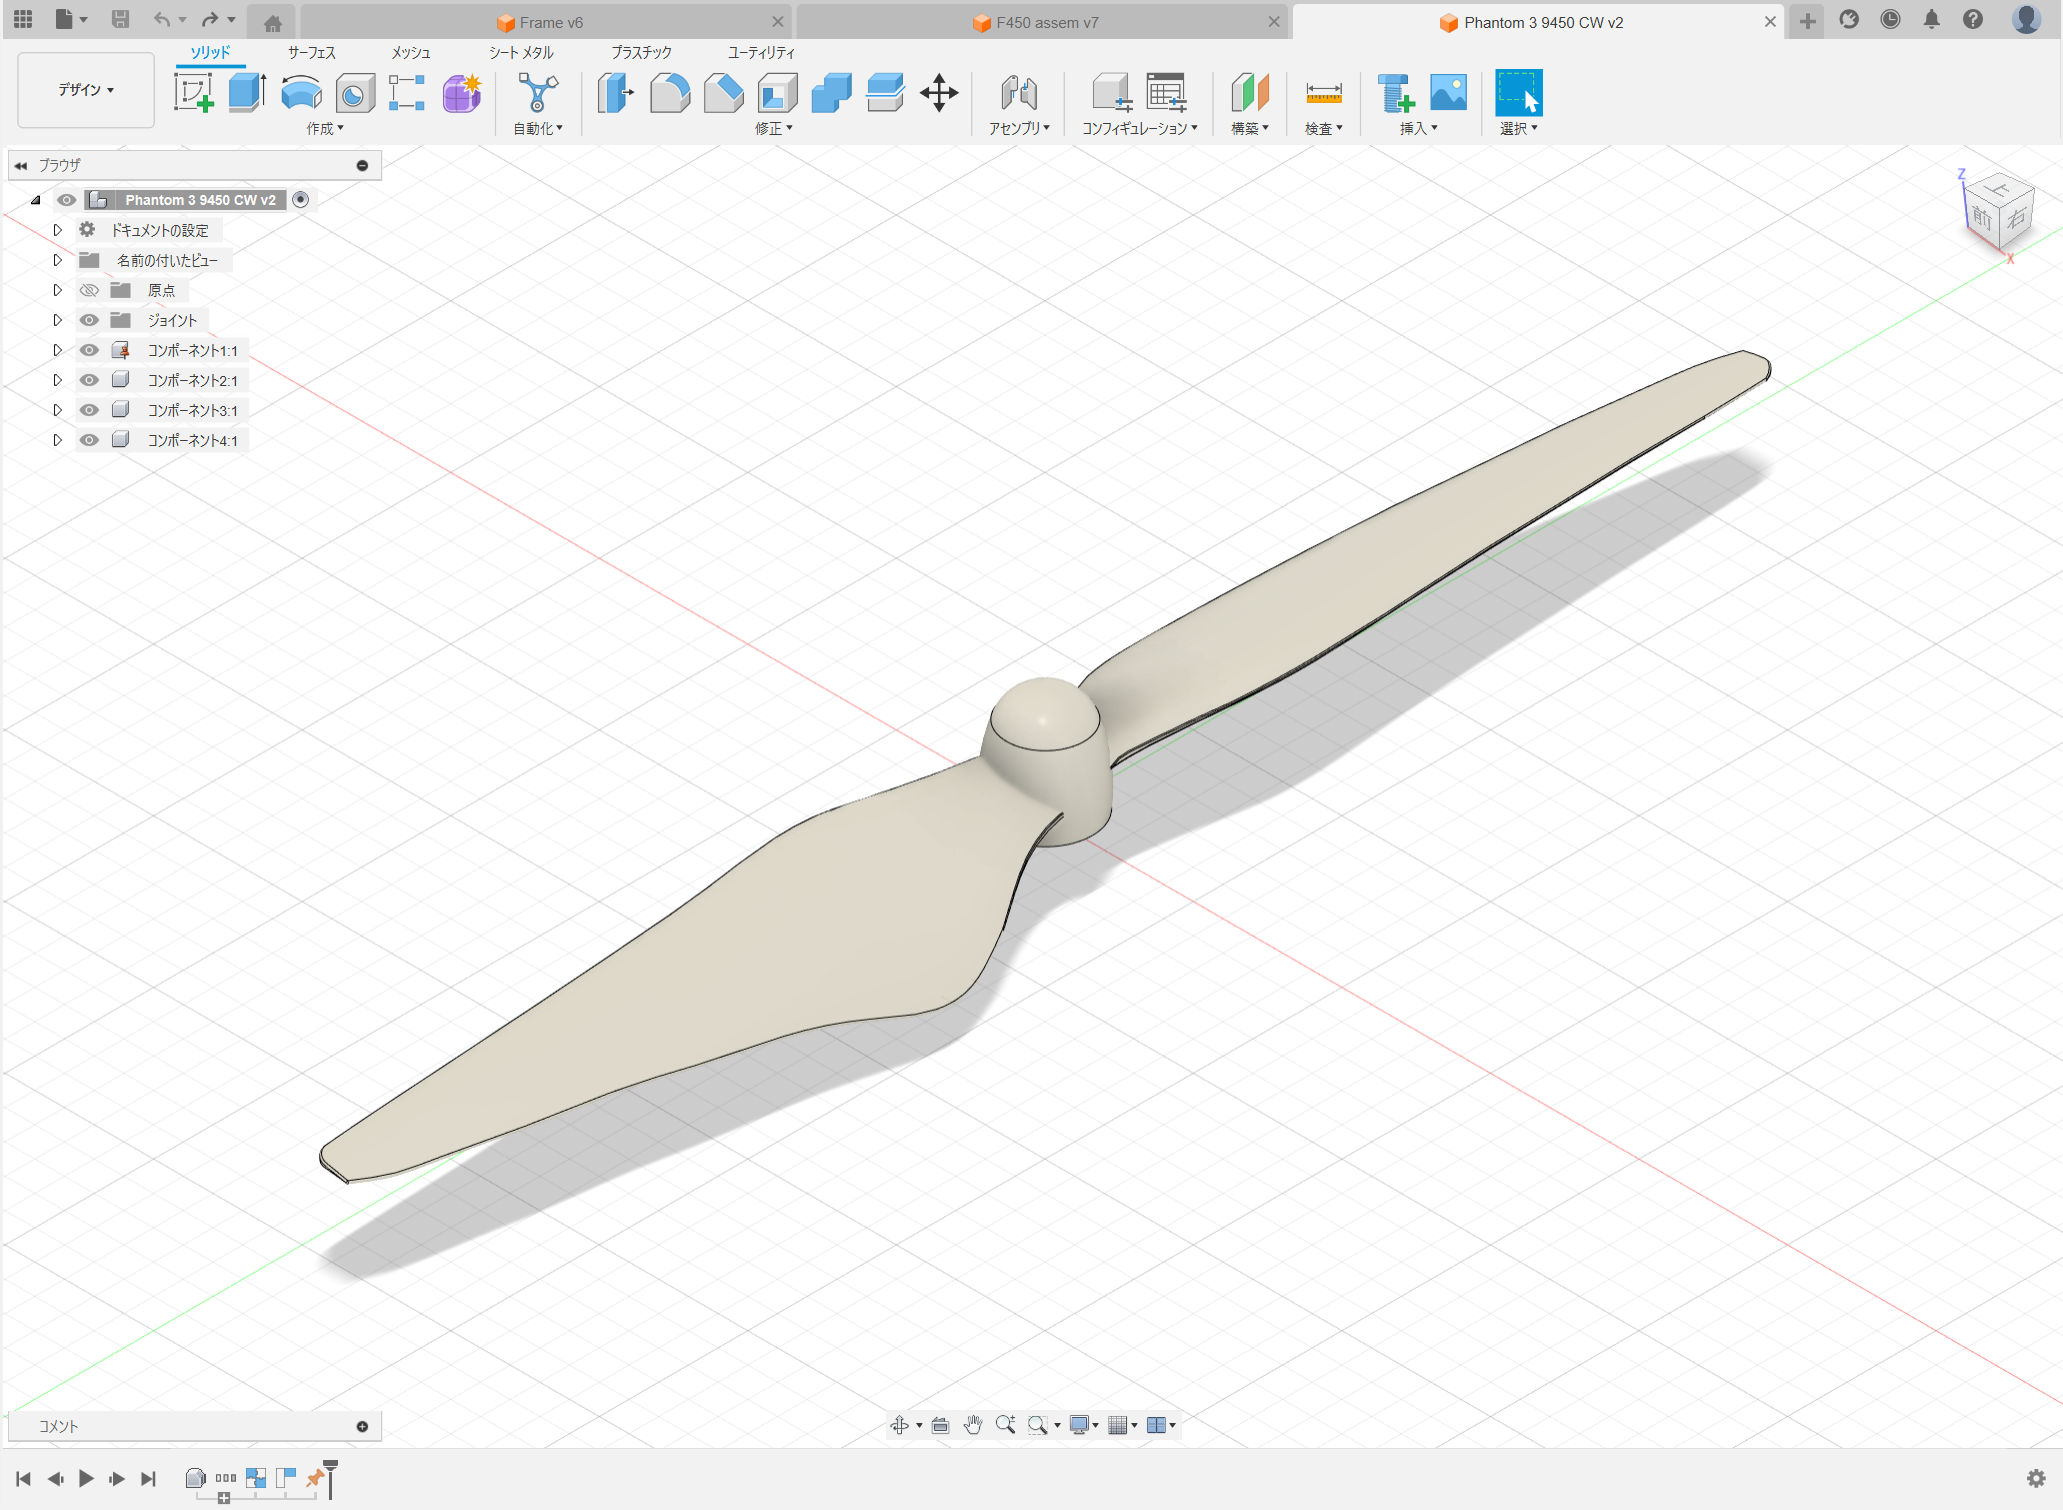 Frame v6
F450 assem v7
Phantom 3 9450 CW v2
デザイン
ソリッド
サーフェス
メッシュ
シート メタル
プラスチック
ユーティリティ
作成
自動化
修正
アセンブリ
コンフィギュレーション
構築
検査
挿入
選択
ブラウザ
Phantom 3 9450 CW v2
ドキュメントの設定
名前の付いたビュー
原点
ジョイント
コンポーネント1:1
コンポーネント2:1
コンポーネント3:1
コンポーネント4:1
Z
上
前
右
X
コメント